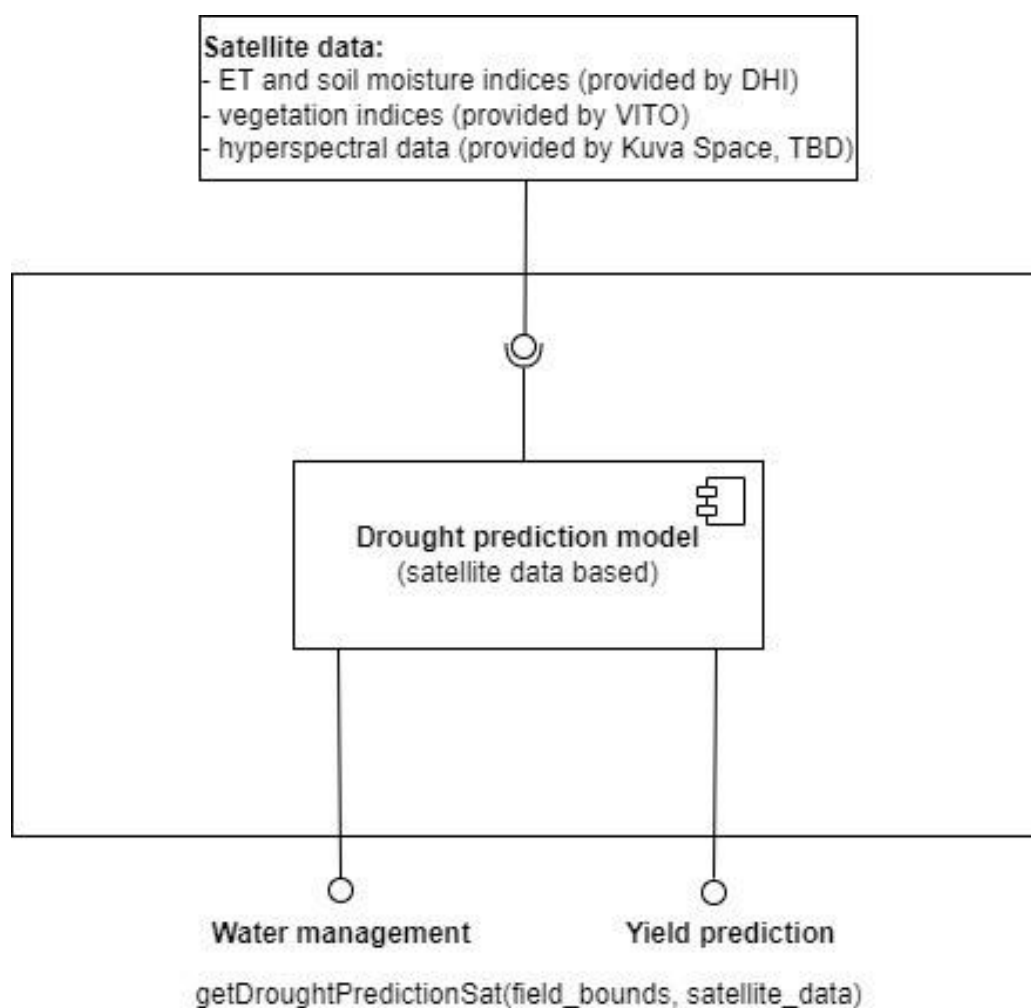 Satellite data:
- ET and soil moisture indices (provided by DHI)
- vegetation indices (provided by VITO)
- hyperspectral data (provided by Kuva Space, TBD)
Drought prediction model
(satellite data based)
Water management
Yield prediction
getDroughtPredictionSat(field_bounds, satellite_data)